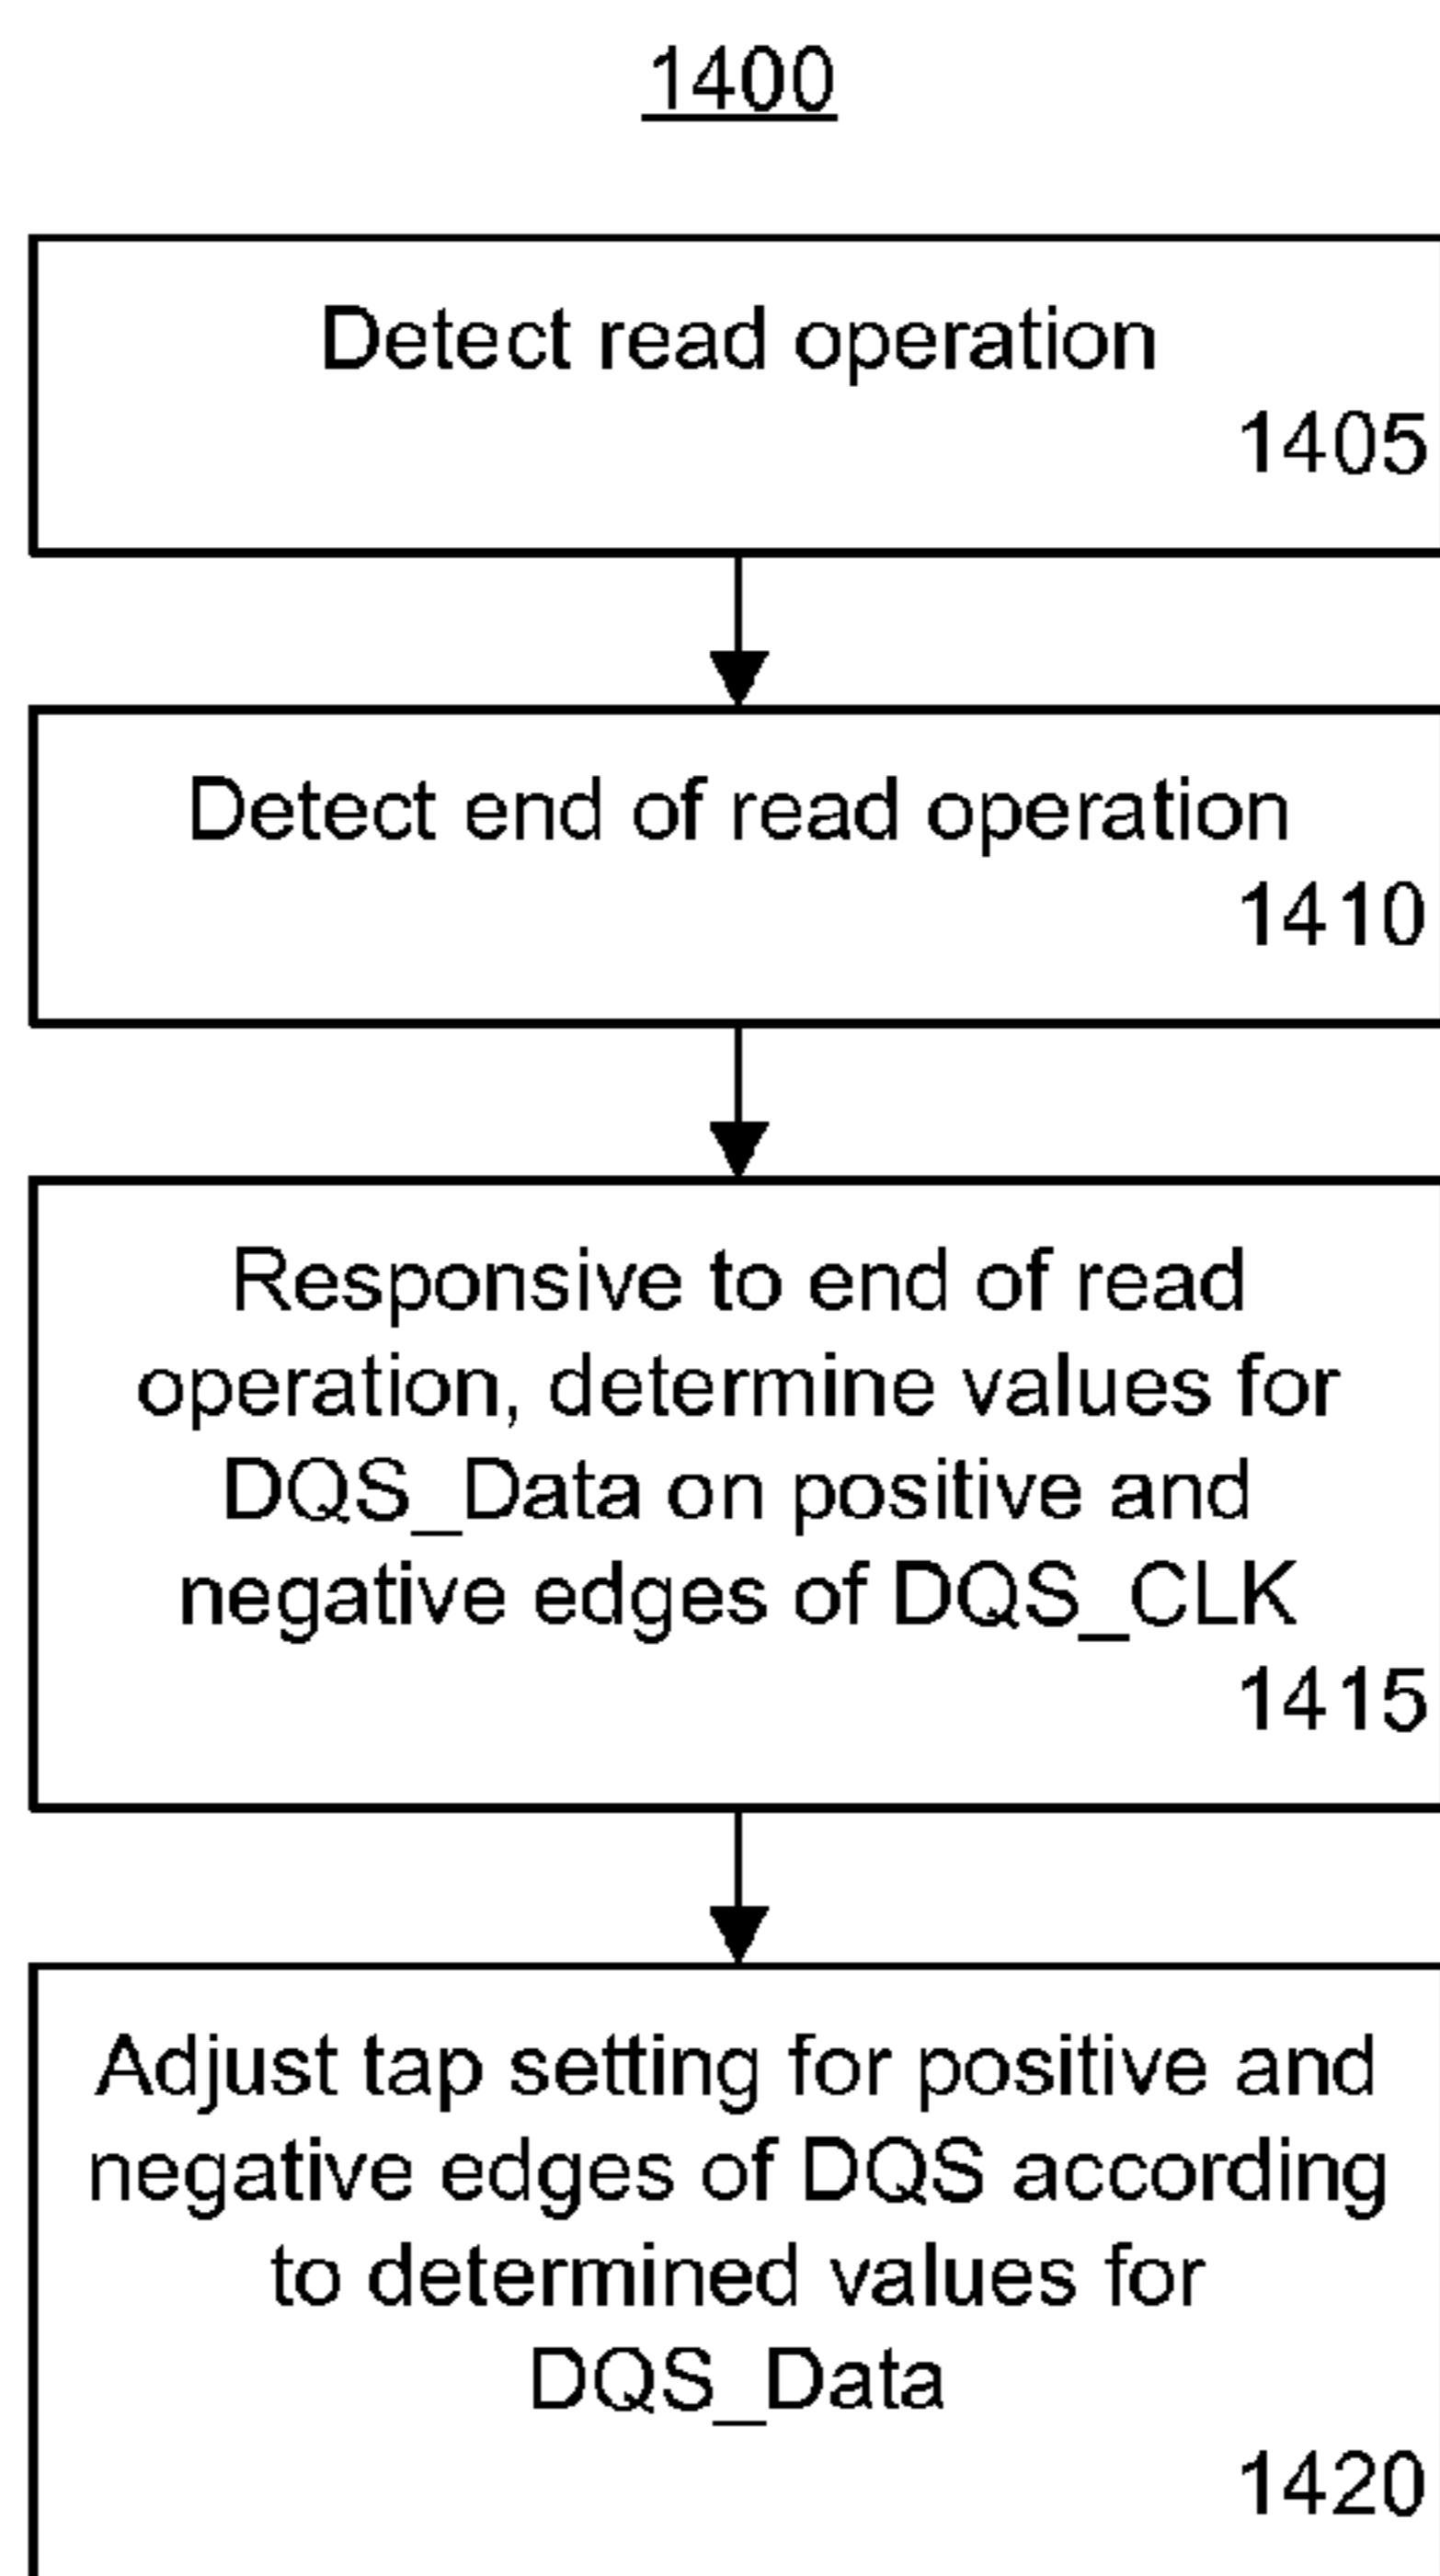 1400
Detect read operation
1405
Detect end of read operation
1410
Responsive to end of read
operation, determine values for
DQS_Data on positive and
negative edges of DQS_CLK
1415
Adjust tap setting for positive and
negative edges of DQS according
to determined values for
DQS_Data
1420